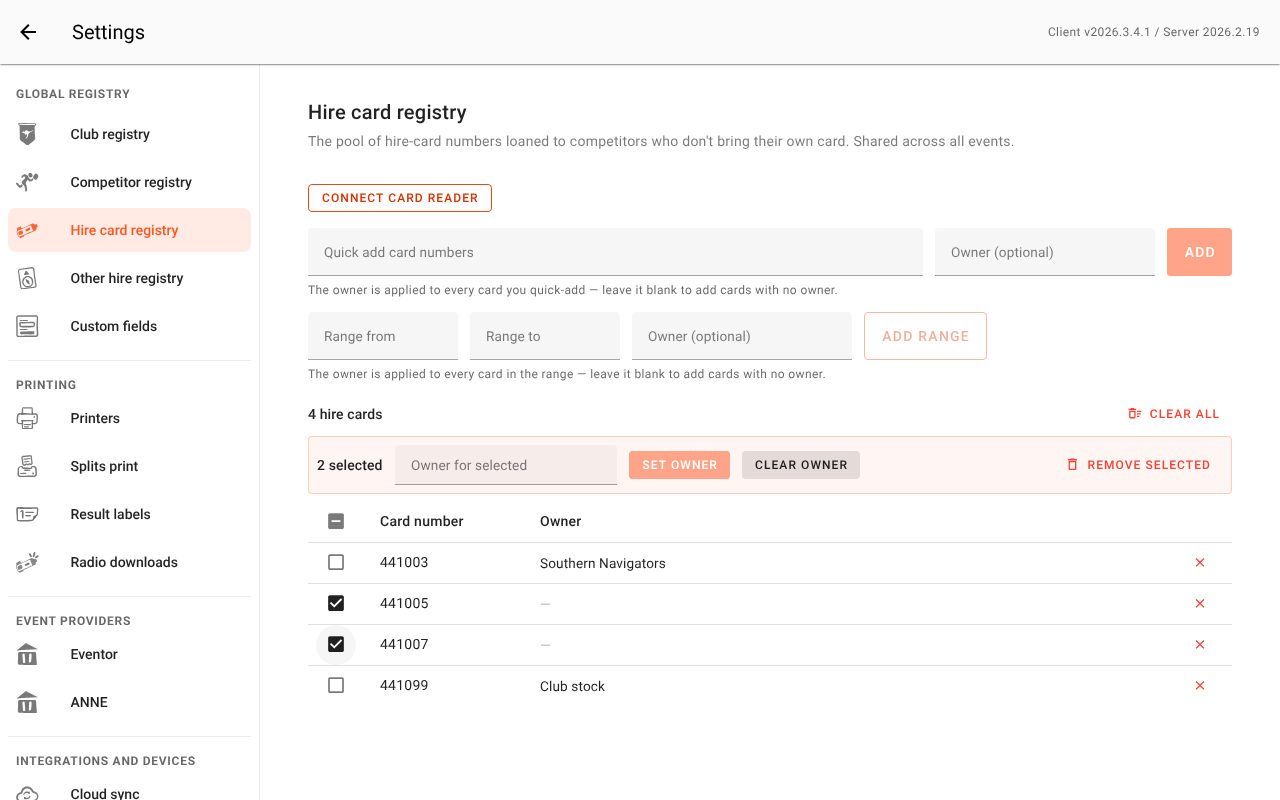 Settings
Client v2026.3.4.1 / Server 2026.2.19
GLOBAL REGISTRY
Club registry
Competitor registry
Hire card registry
Other hire registry
Custom fields
PRINTING
Printers
Splits print
Result labels
Radio downloads
EVENT PROVIDERS
Eventor
ANNE
INTEGRATIONS AND DEVICES
Cloud sync
Hire card registry
The pool of hire-card numbers loaned to competitors who don't bring their own card. Shared across all events.
CONNECT CARD READER
Quick add card numbers
Owner (optional)
ADD
The owner is applied to every card you quick-add — leave it blank to add cards with no owner.
Range from
Range to
Owner (optional)
ADD RANGE
The owner is applied to every card in the range — leave it blank to add cards with no owner.
4 hire cards
CLEAR ALL
2 selected
Owner for selected
SET OWNER
CLEAR OWNER
REMOVE SELECTED
Card number Owner
441003 Southern Navigators
441005 —
441007 —
441099 Club stock